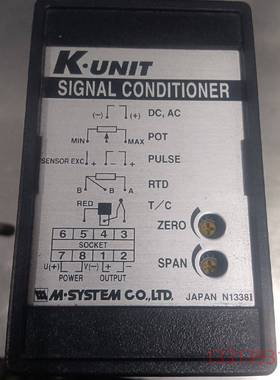 K·UNIT
SIGNAL CONDITIONER
(−) (+) DC, AC
MIN MAX POT
SENSOR EXC + − + PULSE
B B A RTD
RED T/C
ZERO
6 5 4 3
SOCKET
7 8 1 2
U(+) V(−) (+) (−)
POWER OUTPUT
SPAN
M-SYSTEM CO.,LTD. JAPAN N1338I